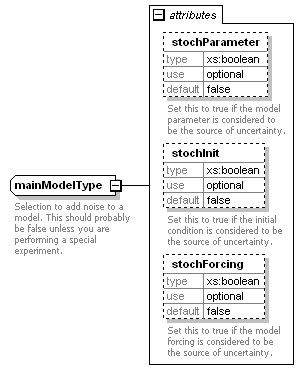 attributes
stochParameter
type xs:boolean
use optional
default false
Set this to true if the model
parameter is considered to
be the source of uncertainty.
stochInit
type xs:boolean
use optional
default false
Set this to true if the initial
condition is considered to be
the source of uncertainty.
stochForcing
type xs:boolean
use optional
default false
Set this to true if the model
forcing is considered to be
the source of uncertainty.
mainModelType
Selection to add noise to a
model. This should probably
be false unless you are
performing a special
experiment.